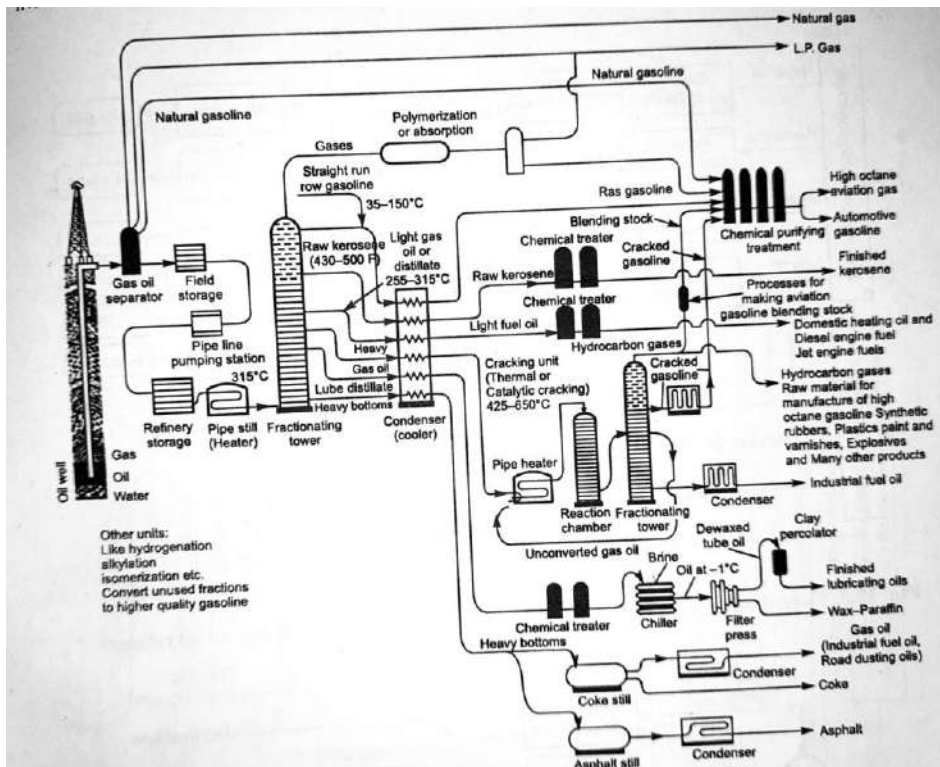 Natural gas
L.P. Gas
Natural gasoline
Natural gasoline
Polymerization
or absorption
Gases
Straight run
row gasoline
35–150°C
Ras gasoline
High octane
aviation gas
Blending stock
Automotive
gasoline
Chemical purifying
treatment
Raw kerosene
(430–500 F)
Light gas
oil or
distillate
255–315°C
Chemical treater
Cracked
gasoline
Raw kerosene
Finished
kerosene
Gas oil
separator
Field
storage
Chemical treater
Processes for
making aviation
gasoline blending stock
Light fuel oil
Pipe line
pumping station
Heavy
Hydrocarbon gases
Domestic heating oil and
Diesel engine fuel
Jet engine fuels
Gas oil
Cracking unit
(Thermal or
Catalytic cracking)
425–650°C
Cracked
gasoline
315°C
Lube distillate
Heavy bottoms
Hydrocarbon gases
Raw material for
manufacture of high
octane gasoline Synthetic
rubbers, Plastics paint and
varnishes, Explosives
and Many other products
Refinery
storage
Pipe still
(Heater)
Fractionating
tower
Condenser
(cooler)
Gas
Oil
Water
Oil well
Pipe heater
Industrial fuel oil
Condenser
Reaction
chamber
Fractionating
tower
Unconverted gas oil
Dewaxed
tube oil
Clay
percolator
Other units:
Like hydrogenation
alkylation
isomerization etc.
Convert unused fractions
to higher quality gasoline
Brine
Oil at –1°C
Finished
lubricating oils
Wax–Paraffin
Chemical treater
Chiller
Filter
press
Heavy bottoms
Gas oil
(Industrial fuel oil,
Road dusting oils)
Condenser
Coke
Coke still
Asphalt
Condenser
Asphalt still